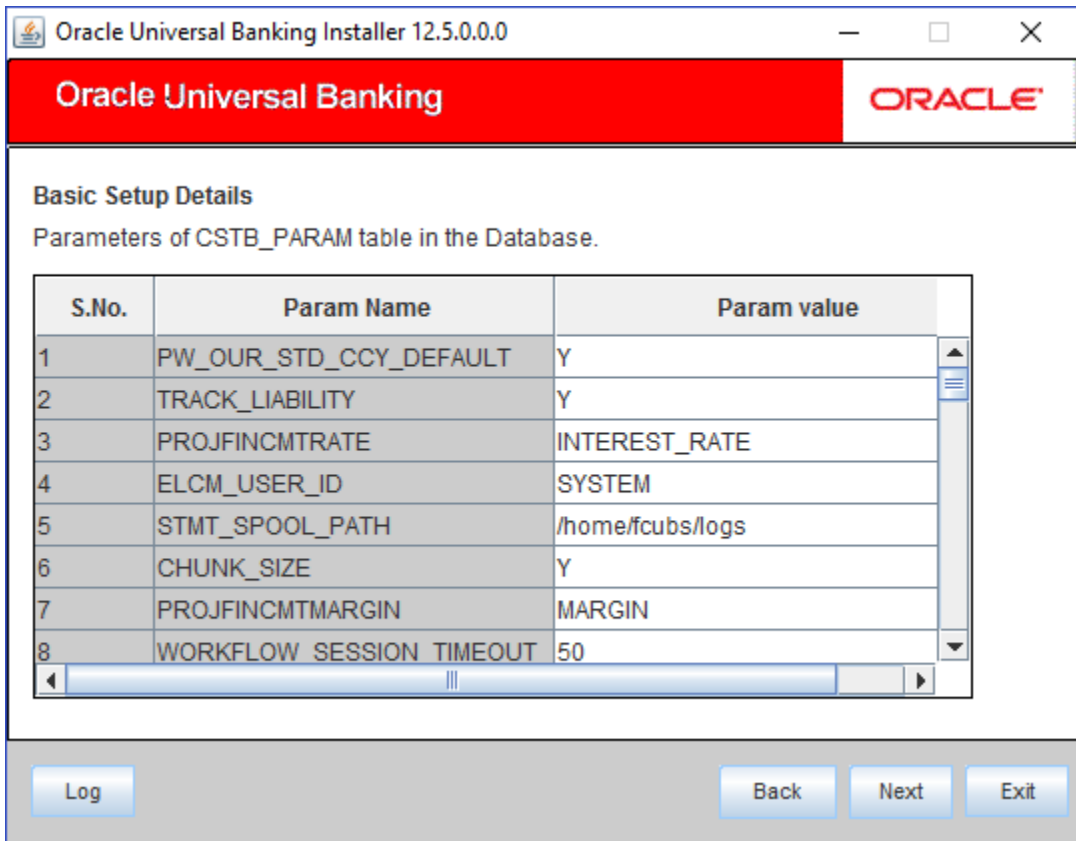 Oracle Universal Banking Installer 12.5.0.0.0
Oracle Universal Banking ORACLE
Basic Setup Details
Parameters of CSTB_PARAM table in the Database.
S.No. Param Name Param value
1 PW_OUR_STD_CCY_DEFAULT Y
2 TRACK_LIABILITY Y
3 PROJFINCMTRATE INTEREST_RATE
4 ELCM_USER_ID SYSTEM
5 STMT_SPOOL_PATH /home/fcubs/logs
6 CHUNK_SIZE Y
7 PROJFINCMTMARGIN MARGIN
8 WORKFLOW_SESSION_TIMEOUT 50
Log Back Next Exit